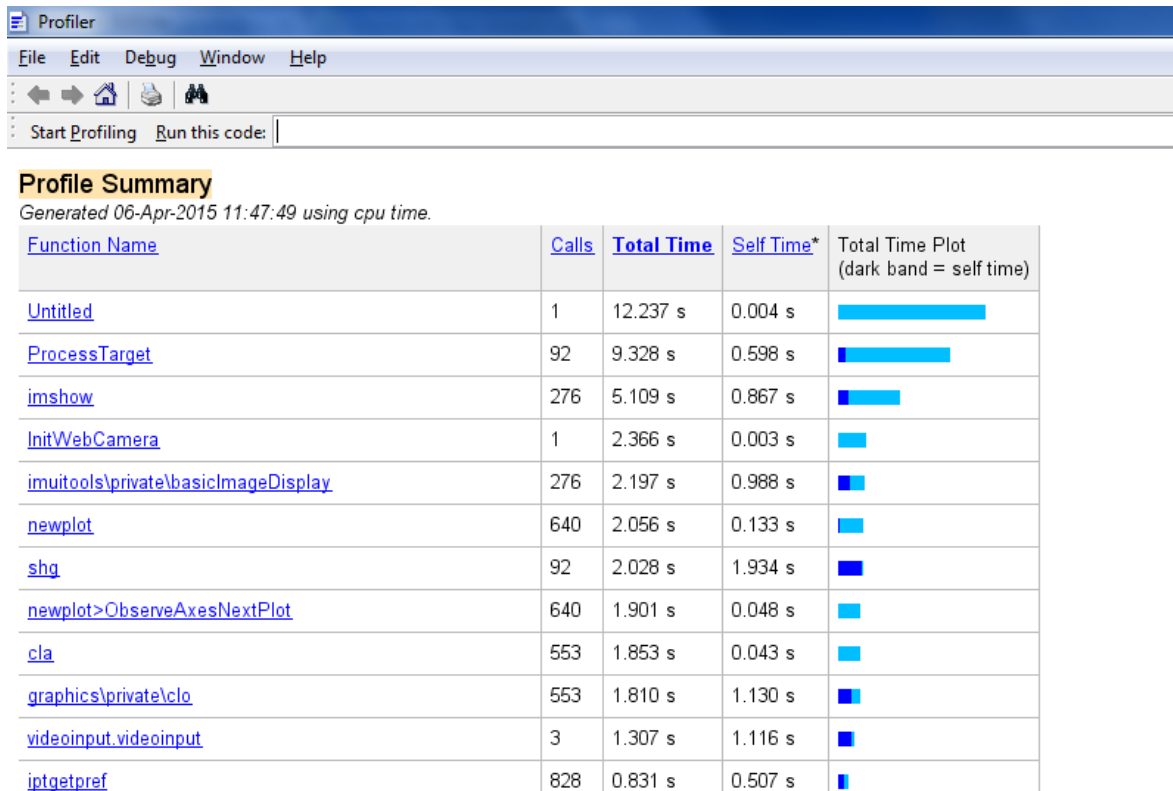 Profiler
File Edit Debug Window Help
Start Profiling Run this code:
Profile Summary
Generated 06-Apr-2015 11:47:49 using cpu time.
Function Name Calls Total Time Self Time* Total Time Plot
(dark band = self time)
Untitled 1 12.237 s 0.004 s
ProcessTarget 92 9.328 s 0.598 s
imshow 276 5.109 s 0.867 s
InitWebCamera 1 2.366 s 0.003 s
imuitools\private\basicImageDisplay 276 2.197 s 0.988 s
newplot 640 2.056 s 0.133 s
shg 92 2.028 s 1.934 s
newplot>ObserveAxesNextPlot 640 1.901 s 0.048 s
cla 553 1.853 s 0.043 s
graphics\private\clo 553 1.810 s 1.130 s
videoinput.videoinput 3 1.307 s 1.116 s
iptgetpref 828 0.831 s 0.507 s